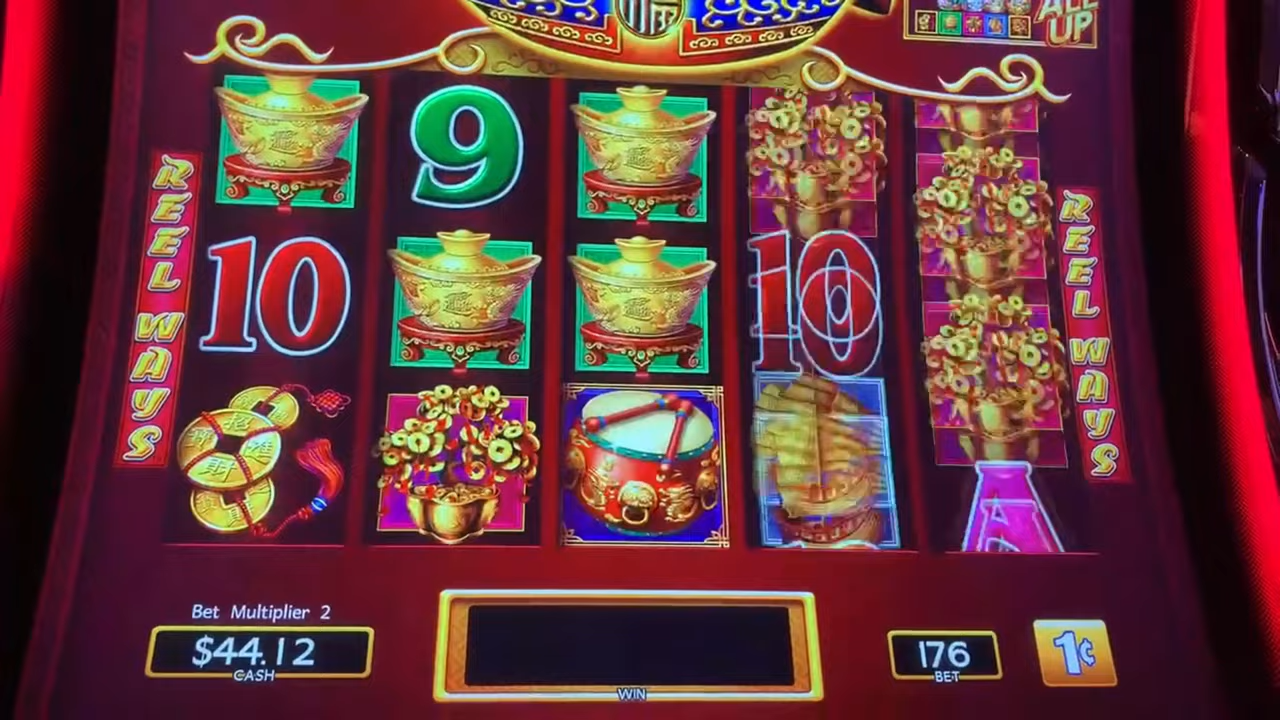 福
ALL
UP
9
10
10
A
REEL WAYS
REEL WAYS
Bet Multiplier 2
$44.12
CASH
WIN
176
BET
1¢